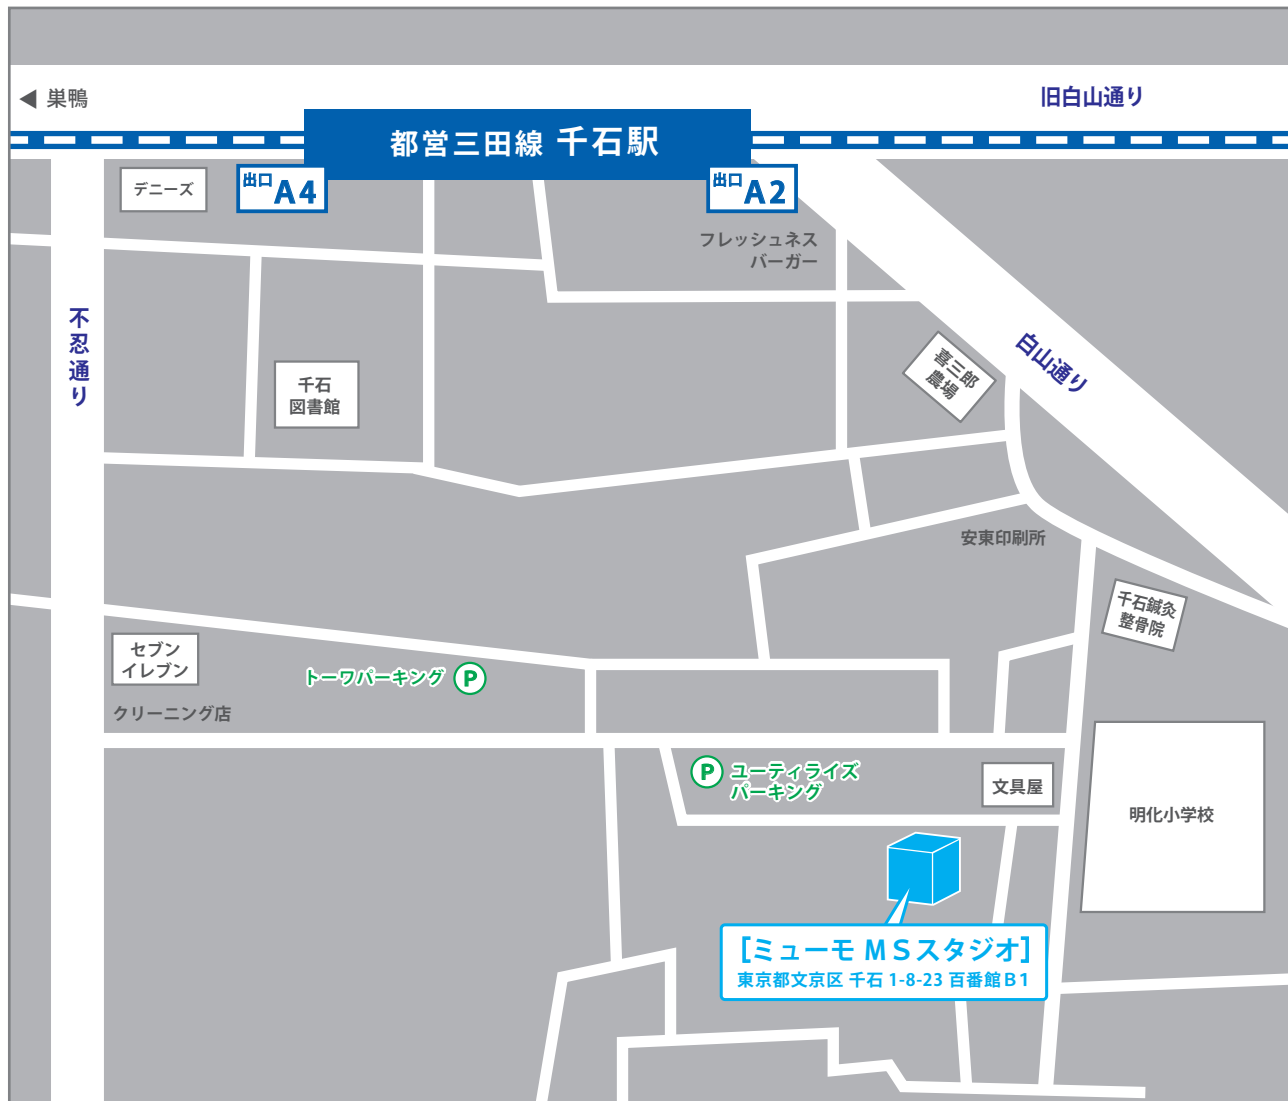 巣鴨
旧白山通り
都営三田線 千石駅
出口 A4
出口 A2
デニーズ
フレッシュネス
バーガー
不忍通り
千石
図書館
喜三郎
農場
白山通り
安東印刷所
千石鍼灸
整骨院
セブン
イレブン
トーワパーキング P
クリーニング店
P ユーティライズ
パーキング
文具屋
明化小学校
[ミューモ MSスタジオ]
東京都文京区 千石 1-8-23 百番館B1